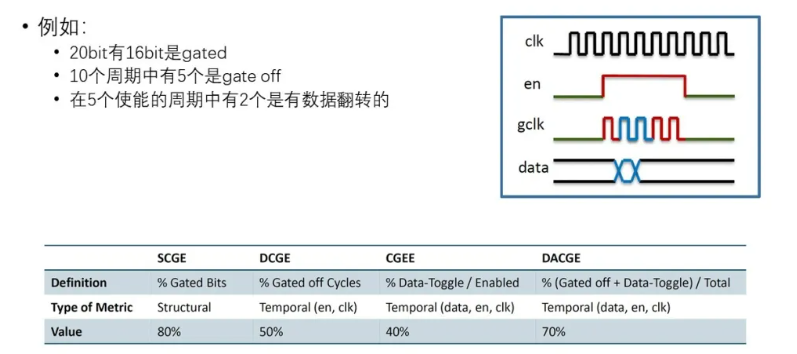 • 例如:
• 20bit有16bit是gated
• 10个周期中有5个是gate off
• 在5个使能的周期中有2个是有数据翻转的
clk
en
gclk
data
SCGE DCGE CGEE DACGE
Definition % Gated Bits % Gated off Cycles % Data-Toggle / Enabled % (Gated off + Data-Toggle) / Total
Type of Metric Structural Temporal (en, clk) Temporal (data, en, clk) Temporal (data, en, clk)
Value 80% 50% 40% 70%